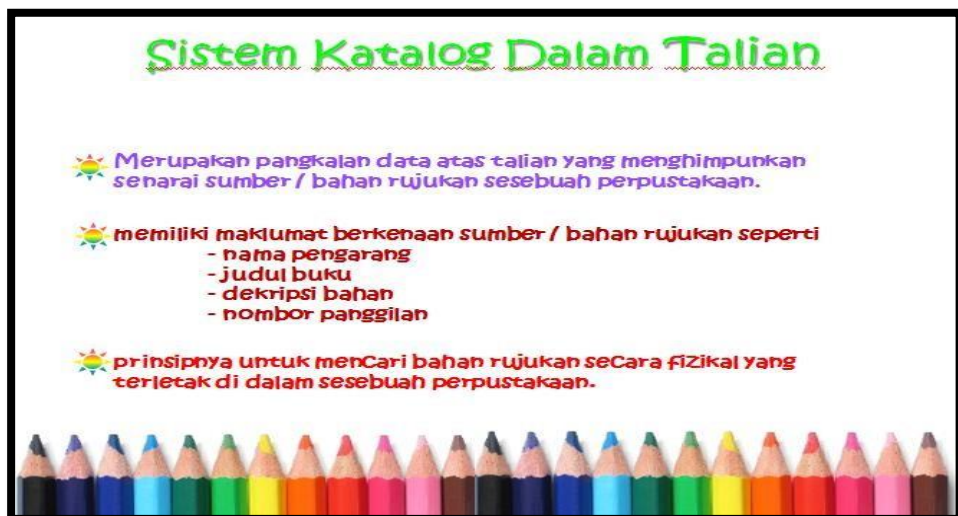 Sistem Katalog Dalam Talian
Merupakan pangkalan data atas talian yang menghimpunkan
senarai sumber / bahan rujukan sesebuah perpustakaan.
memiliki maklumat berkenaan sumber / bahan rujukan seperti
- nama pengarang
- judul buku
- dekripsi bahan
- nombor panggilan
prinsipnya untuk menCari bahan rujukan seCara fizikal yang
terletak di dalam sesebuah perpustakaan.